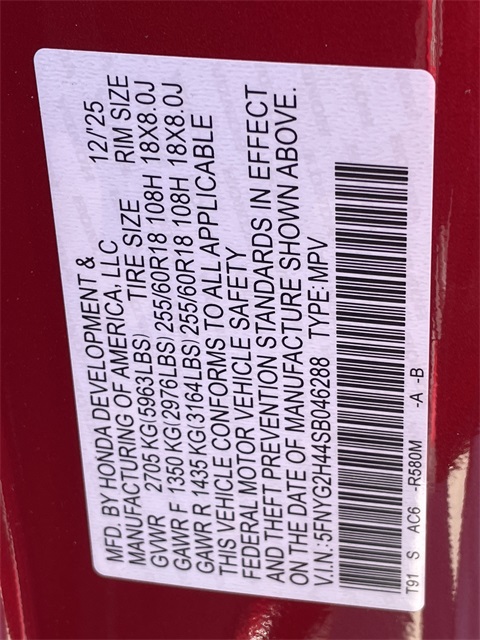 MFD. BY HONDA DEVELOPMENT & 12/'25
MANUFACTURING OF AMERICA, LLC
TIRE SIZE RIM SIZE
GVWR 2705 KG(5963LBS)
GAWR F 1350 KG(2976LBS) 255/60R18 108H 18X8.0J
GAWR R 1435 KG(3164LBS) 255/60R18 108H 18X8.0J
THIS VEHICLE CONFORMS TO ALL APPLICABLE
FEDERAL MOTOR VEHICLE SAFETY
AND THEFT PREVENTION STANDARDS IN EFFECT
ON THE DATE OF MANUFACTURE SHOWN ABOVE.
V.I.N.:5FNYG2H44SB046288 TYPE: MPV
T91 S AC6 -R580M -A -B